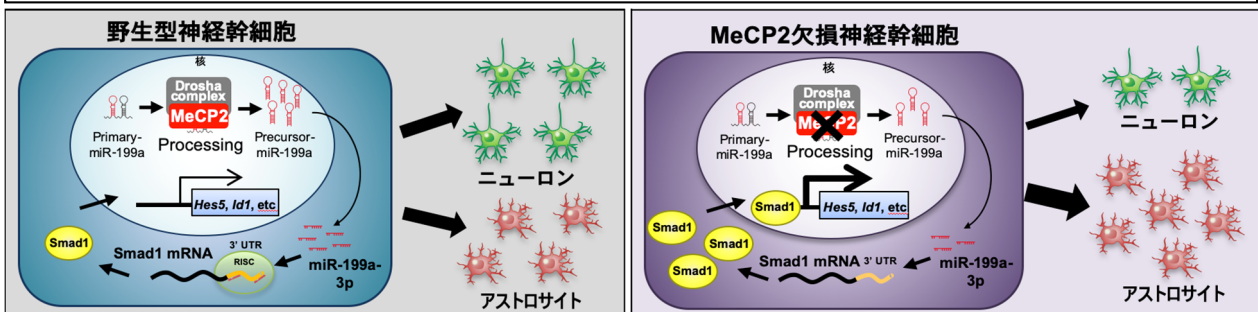 野生型神経幹細胞
核
Drosha
complex
MeCP2
Primary-
miR-199a
Processing
Precursor-
miR-199a
Hes5, Id1, etc
Smad1
Smad1 mRNA
3' UTR
RISC
miR-199a-
3p
ニューロン
アストロサイト
MeCP2欠損神経幹細胞
核
Drosha
complex
MeCP2
Primary-
miR-199a
Processing
Precursor-
miR-199a
Smad1
Hes5, Id1, etc
Smad1
Smad1
Smad1
Smad1 mRNA 3' UTR
miR-199a-
3p
ニューロン
アストロサイト